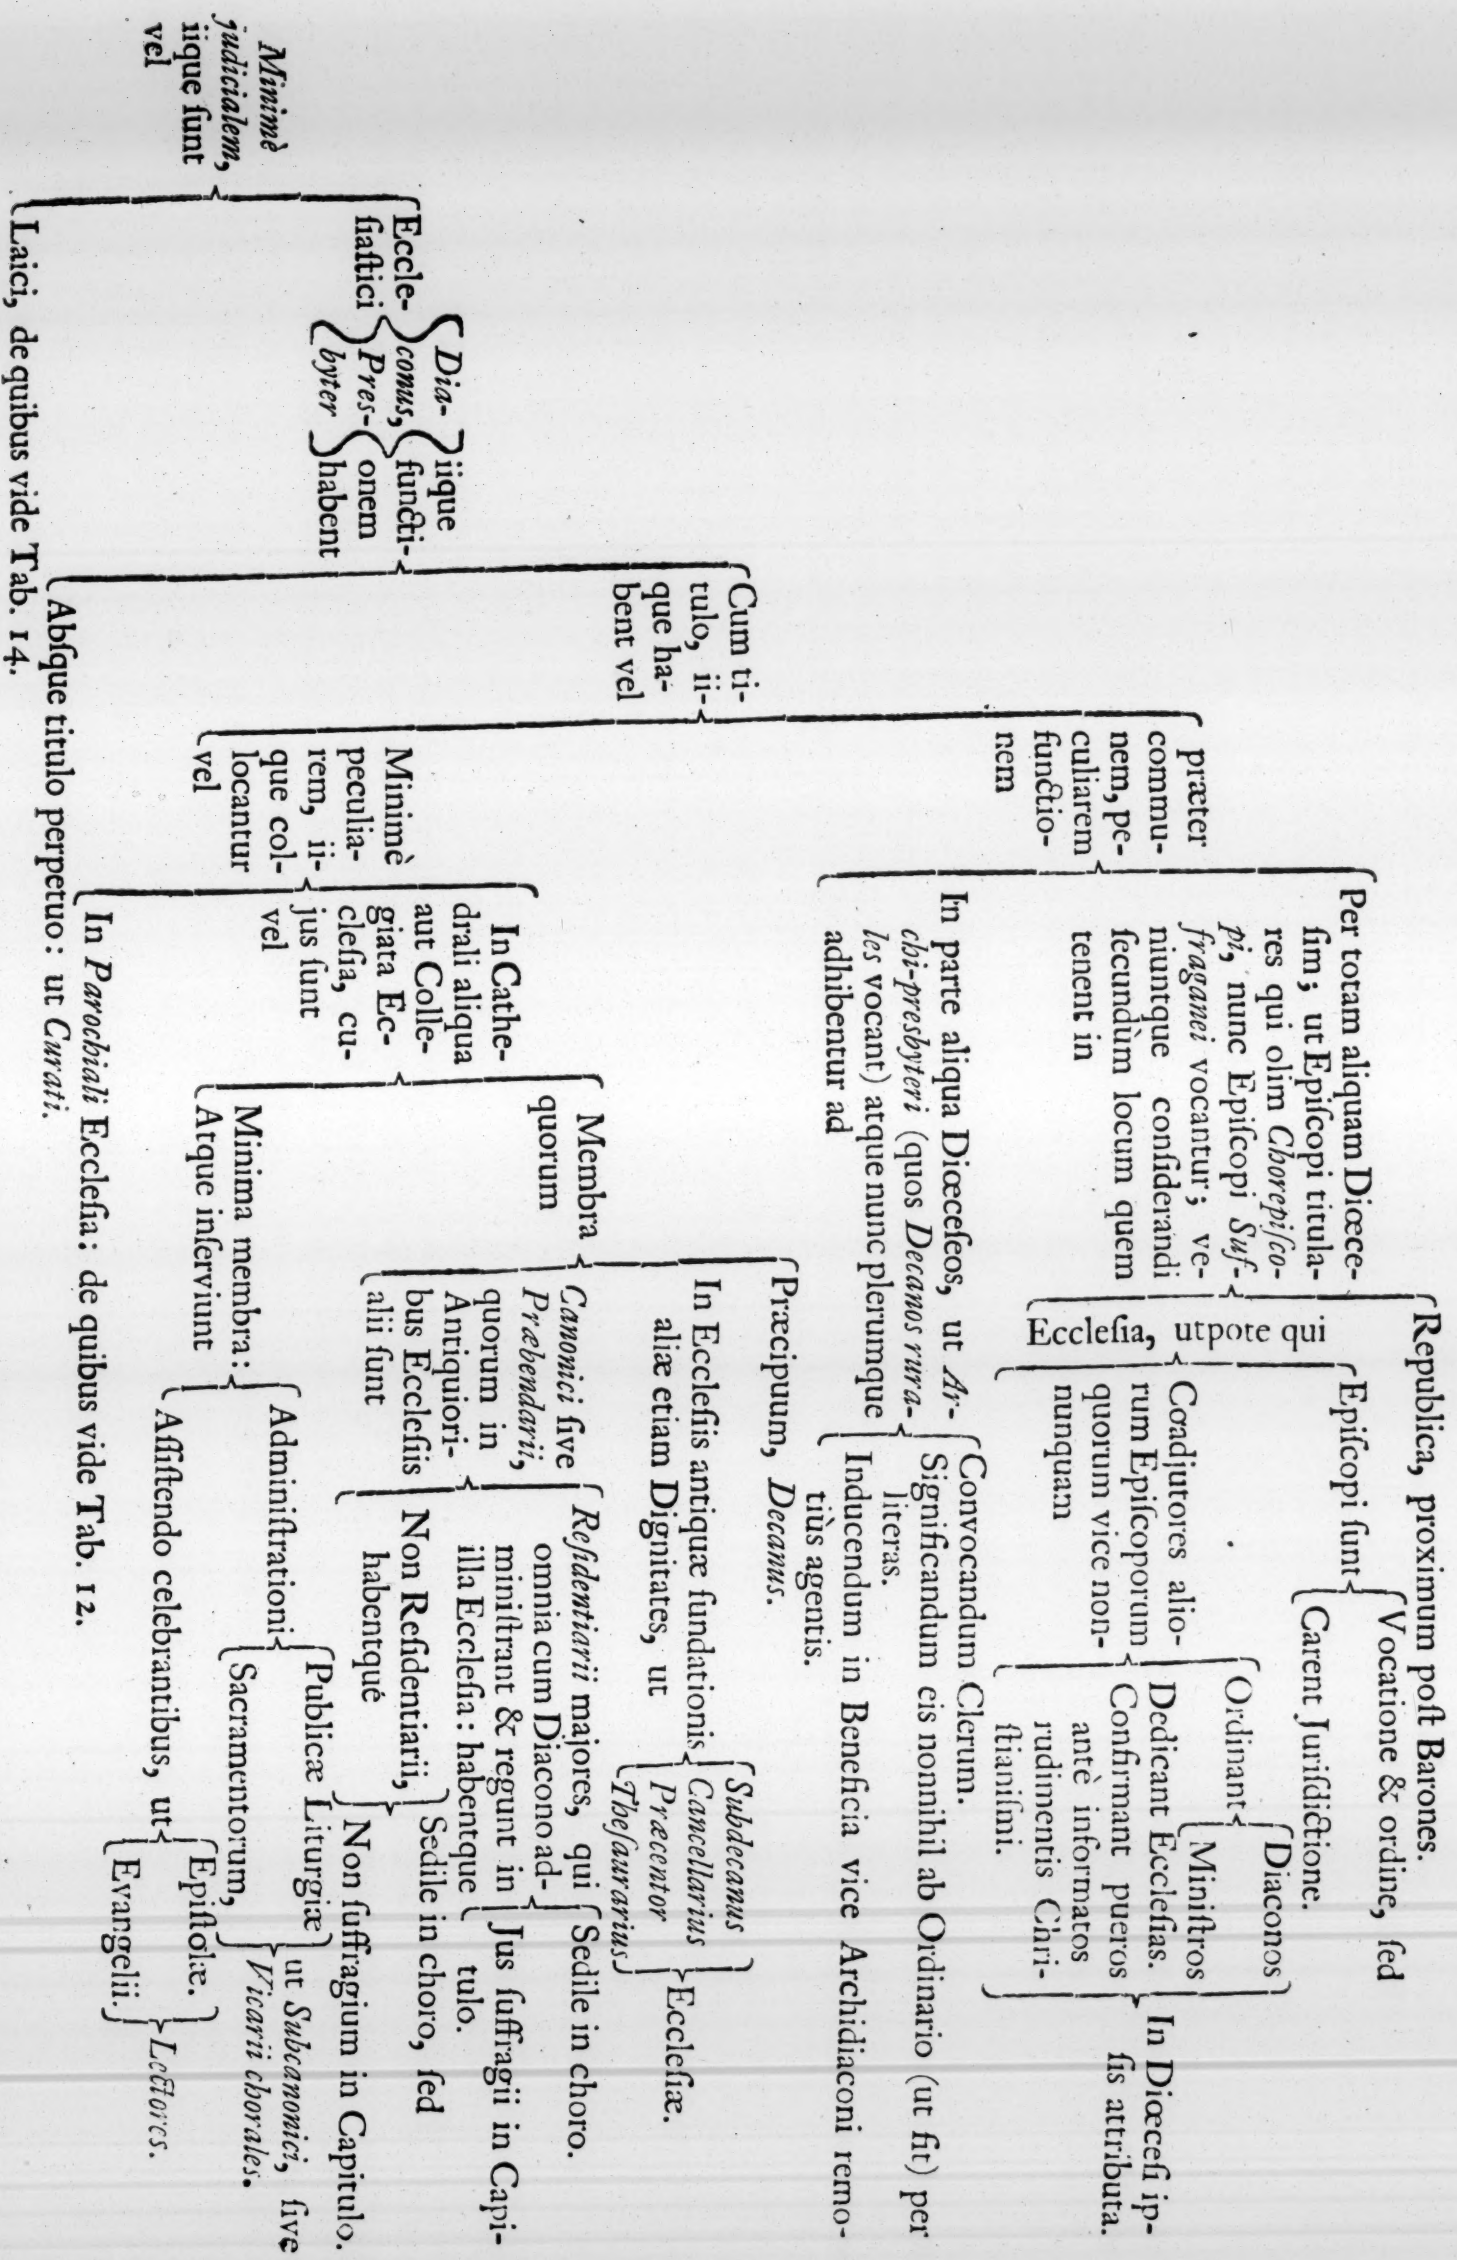 Minimè
judicialem,
iique ſunt
vel
Eccle-
ſiaſtici
Dia-
conus,
Pres-
byter
iique
functi-
onem
habent
Cum ti-
tulo, ii-
que ha-
bent vel
præter
commu-
nem, pe-
culiarem
functio-
nem
Per totam aliquam Diœce-
ſim; ut Epiſcopi titula-
res qui olim Chorepiſco-
pi, nunc Epiſcopi Suf-
fraganei vocantur; ve-
niuntque conſiderandi
ſecundùm locum quem
tenent in
Republica, proximum poſt Barones.
Eccleſia, utpote qui
Epiſcopi ſunt
Vocatione & ordine, ſed
Carent Juriſdictione.
Coadjutores alio-
rum Epiſcoporum
quorum vice non-
nunquam
Ordinant
Diaconos
Miniſtros
Dedicant Eccleſias.
Confirmant pueros
antè informatos
rudimentis Chri-
ſtianiſmi.
In Diœceſi ip-
ſis attributa.
In parte aliqua Diœceſeos, ut Ar-
chi-presbyteri (quos Decanos rura-
les vocant) atque nunc plerumque
adhibentur ad
Convocandum Clerum.
Significandum eis nonnihil ab Ordinario (ut fit) per
literas.
Inducendum in Beneficia vice Archidiaconi remo-
tiùs agentis.
Minimè
peculia-
rem, ii-
que col-
locantur
vel
In Cathe-
drali aliqua
aut Colle-
giata Ec-
cleſia, cu-
jus ſunt
vel
Membra
quorum
Præcipuum, Decanus.
In Eccleſiis antiquæ fundationis
aliæ etiam Dignitates, ut
Subdecanus
Cancellarius
Præcentor
Theſaurarius
Eccleſiæ.
Canonici ſive
Præbendarii,
quorum in
Antiquiori-
bus Eccleſiis
alii ſunt
Reſidentiarii majores, qui
omnia cum Diacono ad-
miniſtrant & regunt in
illa Eccleſia: habentque
Sedile in choro.
Jus ſuffragii in Capi-
tulo.
Non Reſidentiarii,
habentqué
Sedile in choro, ſed
Non ſuffragium in Capitulo.
Minima membra:
Atque inſerviunt
Adminiſtrationi
Publicæ Liturgiæ
Sacramentorum,
ut Subcanonici, ſive
Vicarii chorales.
Aſſiſtendo celebrantibus, ut
Epiſtolæ.
Evangelii.
Lectores.
In Parochiali Eccleſia: de quibus vide Tab. 12.
Abſque titulo perpetuo: ut Curati.
Laici, de quibus vide Tab. 14.